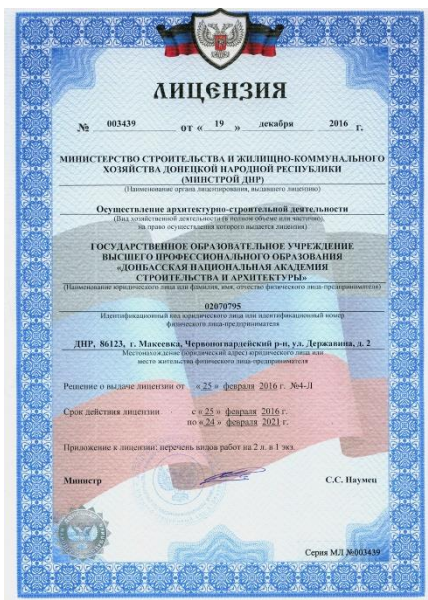 ЛИЦЕНЗИЯ
№ 003439 от « 19 » декабря 2016 г.
МИНИСТЕРСТВО СТРОИТЕЛЬСТВА И ЖИЛИЩНО-КОММУНАЛЬНОГО
ХОЗЯЙСТВА ДОНЕЦКОЙ НАРОДНОЙ РЕСПУБЛИКИ
(МИНСТРОЙ ДНР)
(Наименование органа лицензирования, выдавшего лицензию)
Осуществление архитектурно-строительной деятельности
(Вид хозяйственной деятельности (в полном объеме или частично),
на право осуществления которого выдается лицензия)
ГОСУДАРСТВЕННОЕ ОБРАЗОВАТЕЛЬНОЕ УЧРЕЖДЕНИЕ
ВЫСШЕГО ПРОФЕССИОНАЛЬНОГО ОБРАЗОВАНИЯ
«ДОНБАССКАЯ НАЦИОНАЛЬНАЯ АКАДЕМИЯ
СТРОИТЕЛЬСТВА И АРХИТЕКТУРЫ»
(Наименование юридического лица или фамилия, имя, отчество физического лица-предпринимателя)
02070795
Идентификационный код юридического лица или идентификационный номер
физического лица-предпринимателя
ДНР, 86123, г. Макеевка, Червоногвардейский р-н, ул. Державина, д. 2
Местонахождение (юридический адрес) юридического лица или
место жительства физического лица-предпринимателя
Решение о выдаче лицензии от « 25 » февраля 2016 г. №4-Л
Срок действия лицензии с « 25 » февраля 2016 г.
по « 24 » февраля 2021 г.
Приложение к лицензии: перечень видов работ на 2 л. в 1 экз.
Министр С.С. Наумец
Серия МЛ №003439